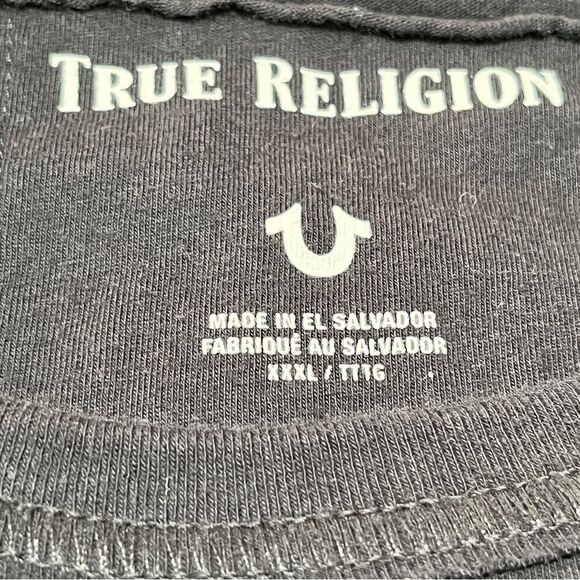 TRUE RELIGION
MADE IN EL SALVADOR
FABRIQUÉ AU SALVADOR
XXXL / TTTG